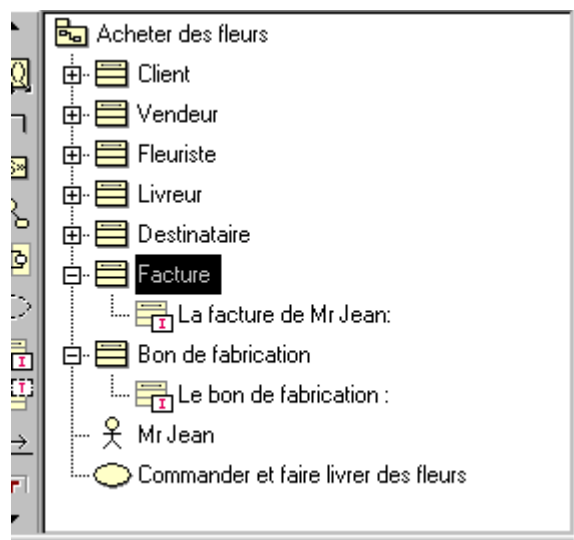 Acheter des fleurs
Client
Vendeur
Fleuriste
Livreur
Destinataire
Facture
La facture de Mr Jean:
Bon de fabrication
Le bon de fabrication :
Mr Jean
Commander et faire livrer des fleurs